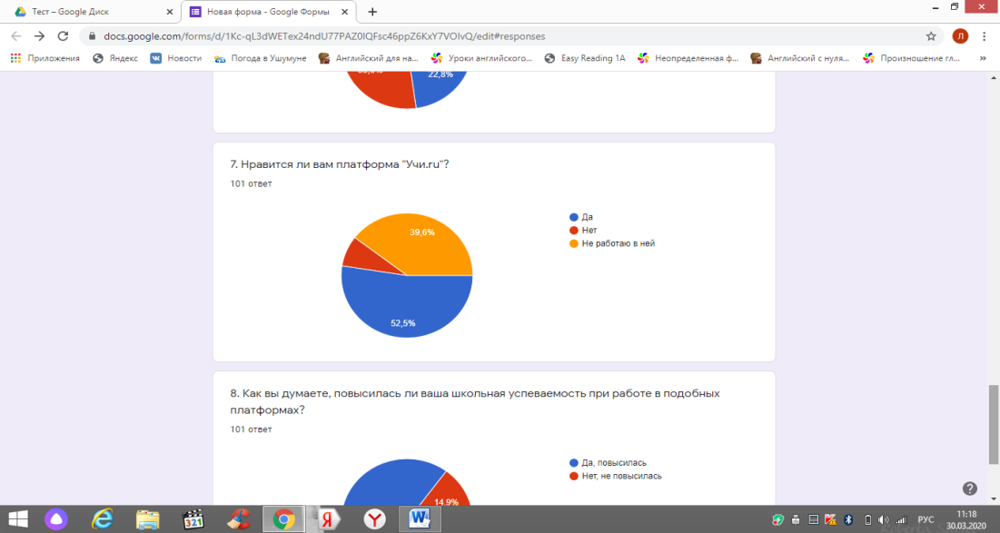 Тест – Google Диск
Новая форма - Google Формы
docs.google.com/forms/d/1Kc-qL3dWETex24ndU77PAZ0IQFsc46ppZ6KxY7VOIvQ/edit#responses
Л
Приложения
Яндекс
Новости
Погода в Ушумуне
Английский для на...
Уроки английского...
Easy Reading 1A
Неопределенная ф...
Английский с нуля...
Произношение гл...
»
22,8%
7. Нравится ли вам платформа "Учи.ru"?
101 ответ
39,6%
52,5%
Да
Нет
Не работаю в ней
8. Как вы думаете, повысилась ли ваша школьная успеваемость при работе в подобных
платформах?
101 ответ
14,9%
Да, повысилась
Нет, не повысилась
321
РУС
11:18
30.03.2020